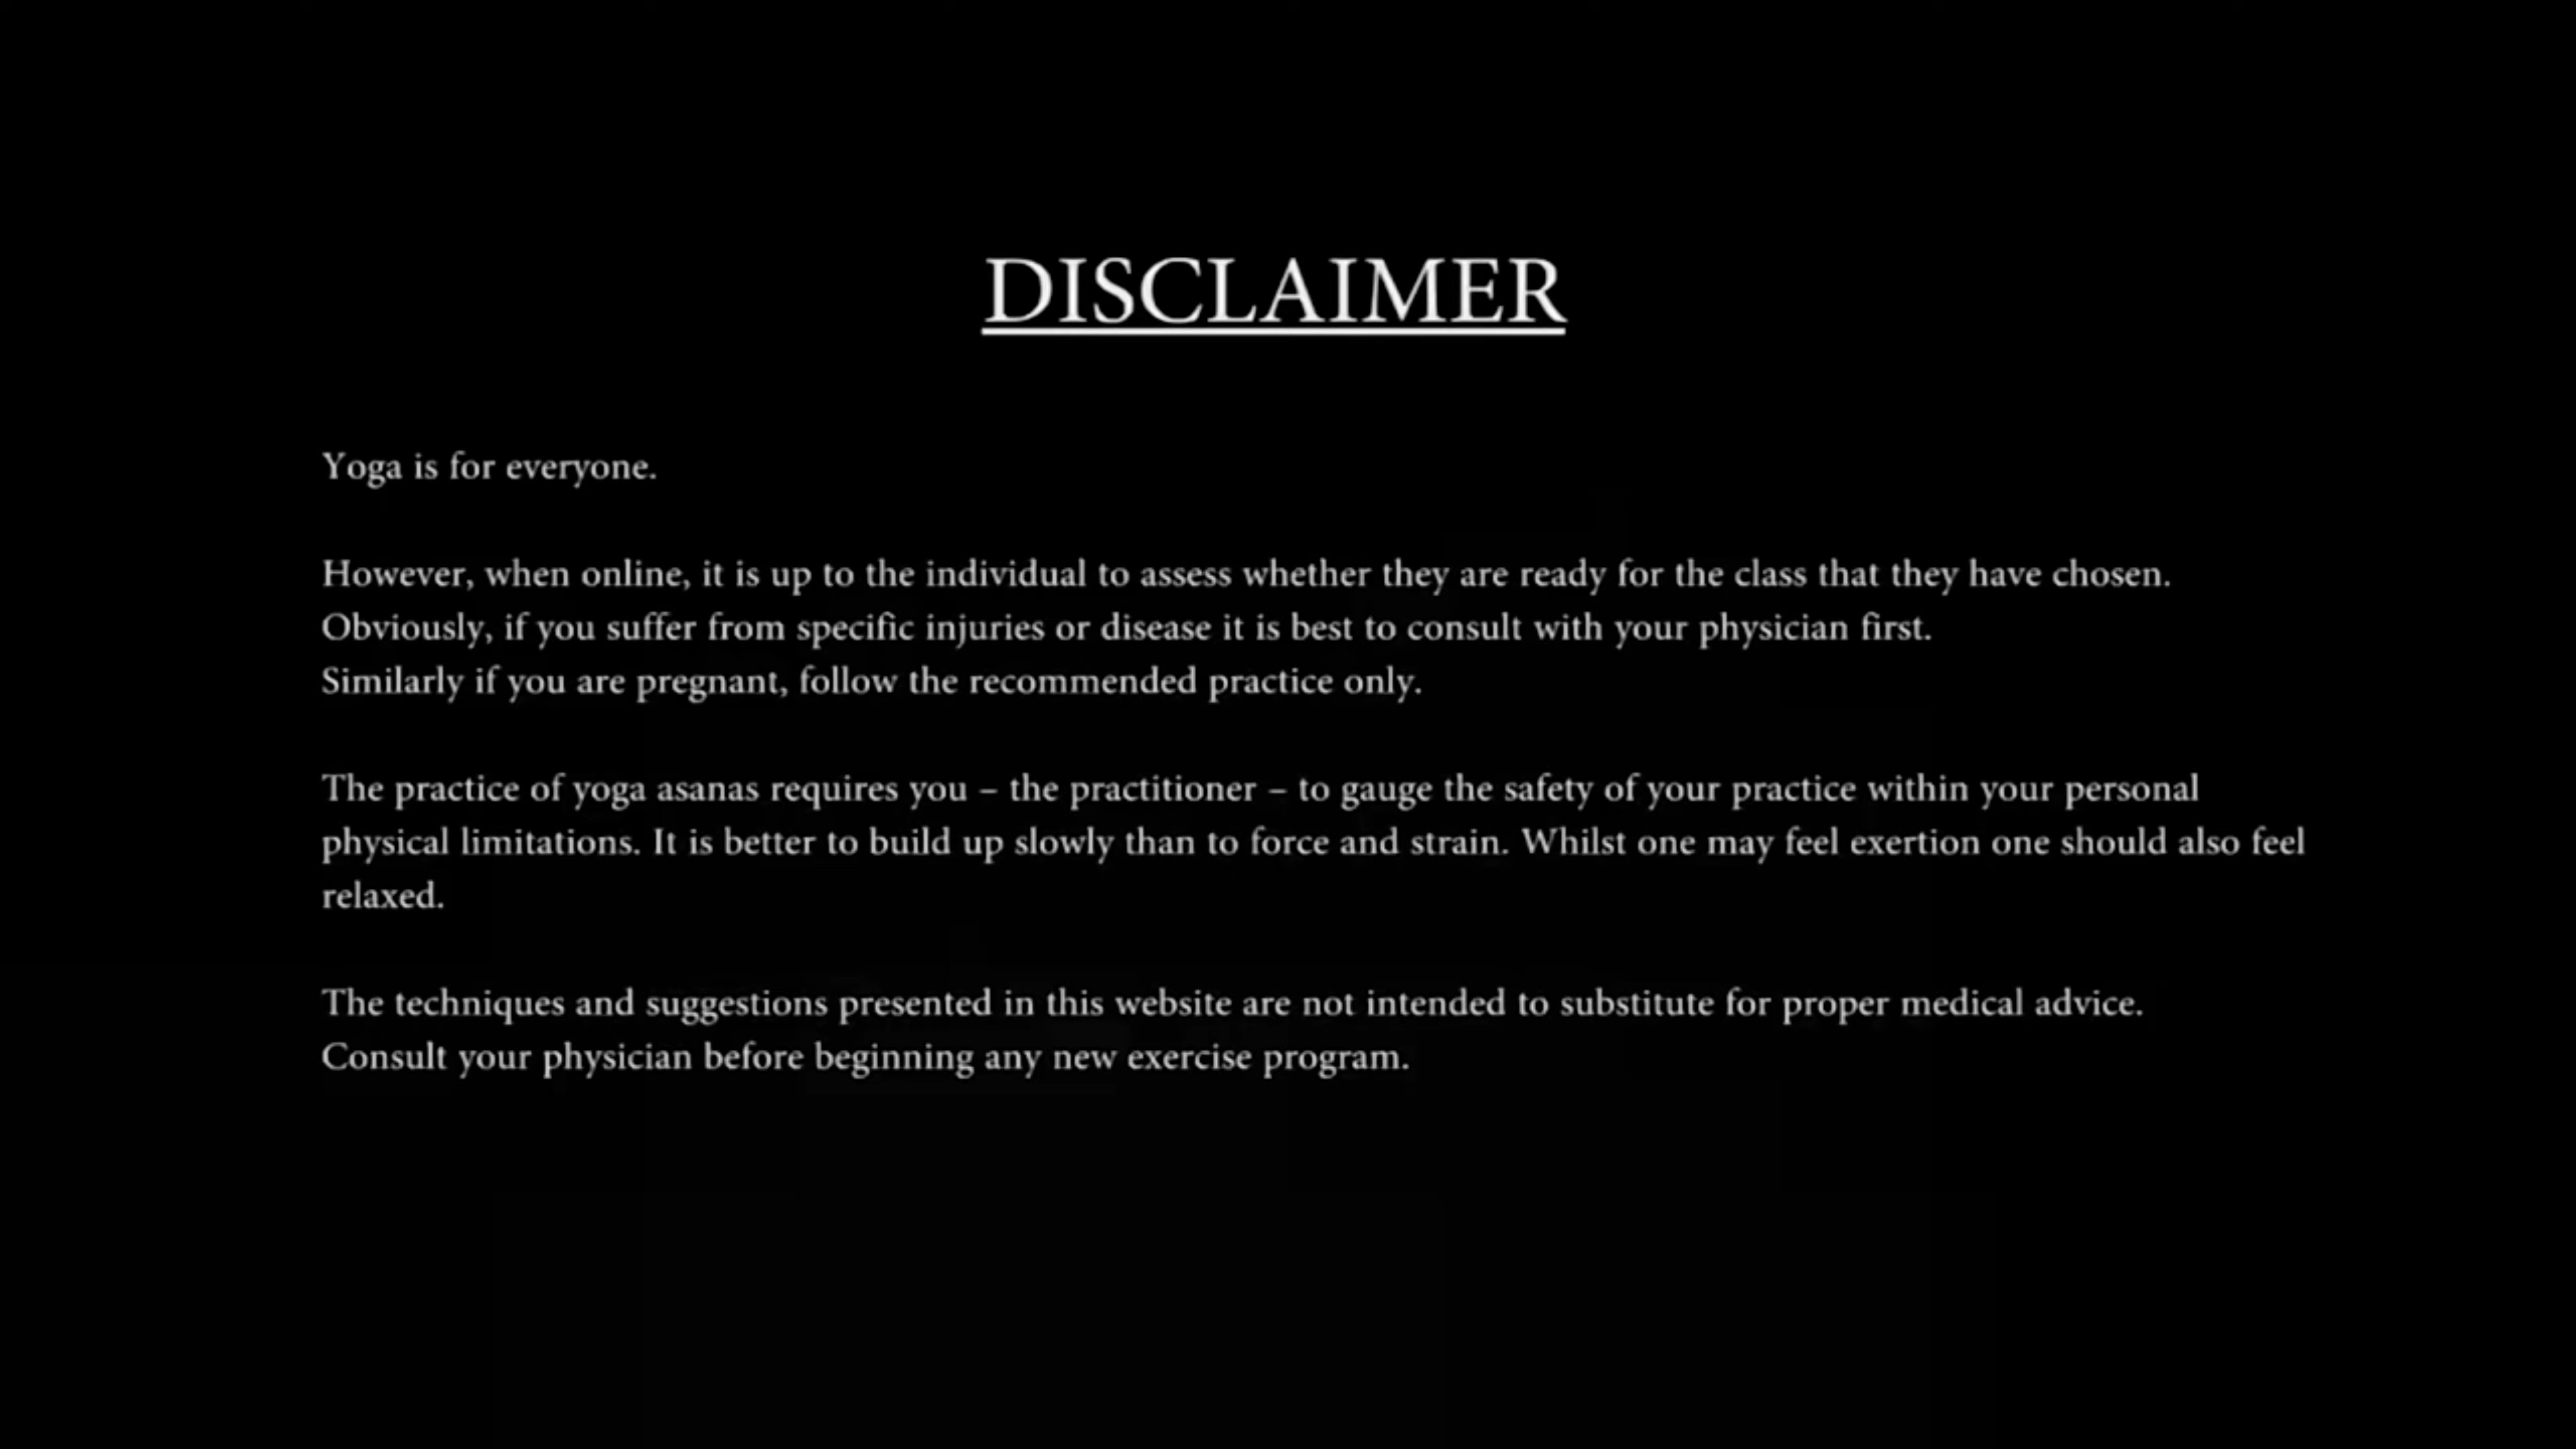 DISCLAIMER
Yoga is for everyone.
However, when online, it is up to the individual to assess whether they are ready for the class that they have chosen.
Obviously, if you suffer from specific injuries or disease it is best to consult with your physician first.
Similarly if you are pregnant, follow the recommended practice only.
The practice of yoga asanas requires you – the practitioner – to gauge the safety of your practice within your personal
physical limitations. It is better to build up slowly than to force and strain. Whilst one may feel exertion one should also feel
relaxed.
The techniques and suggestions presented in this website are not intended to substitute for proper medical advice.
Consult your physician before beginning any new exercise program.